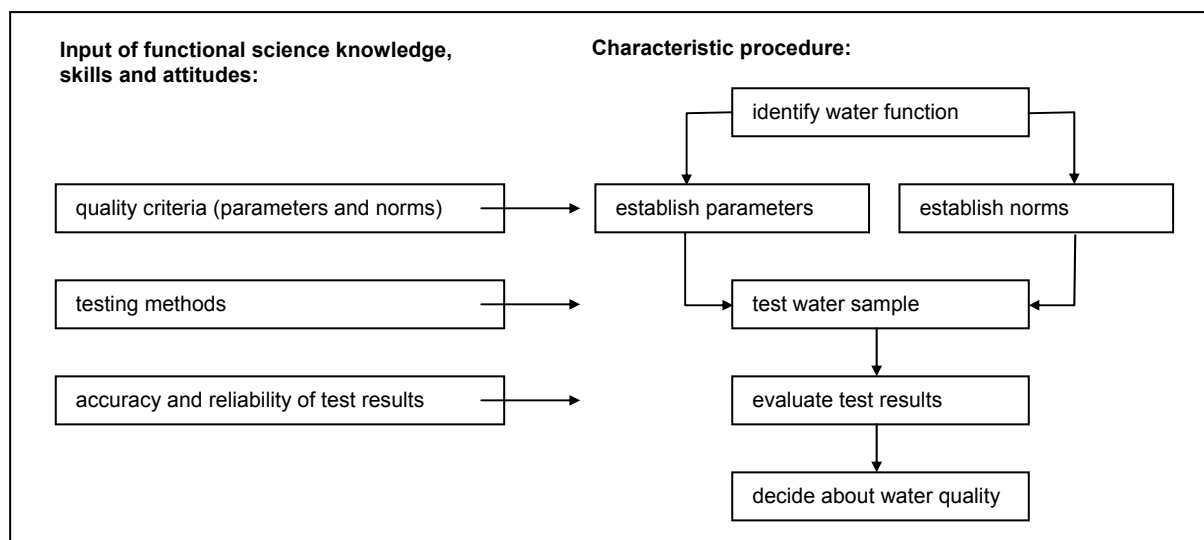 Input of functional science knowledge,
skills and attitudes:
Characteristic procedure:
identify water function
quality criteria (parameters and norms)
establish parameters
establish norms
testing methods
test water sample
accuracy and reliability of test results
evaluate test results
decide about water quality